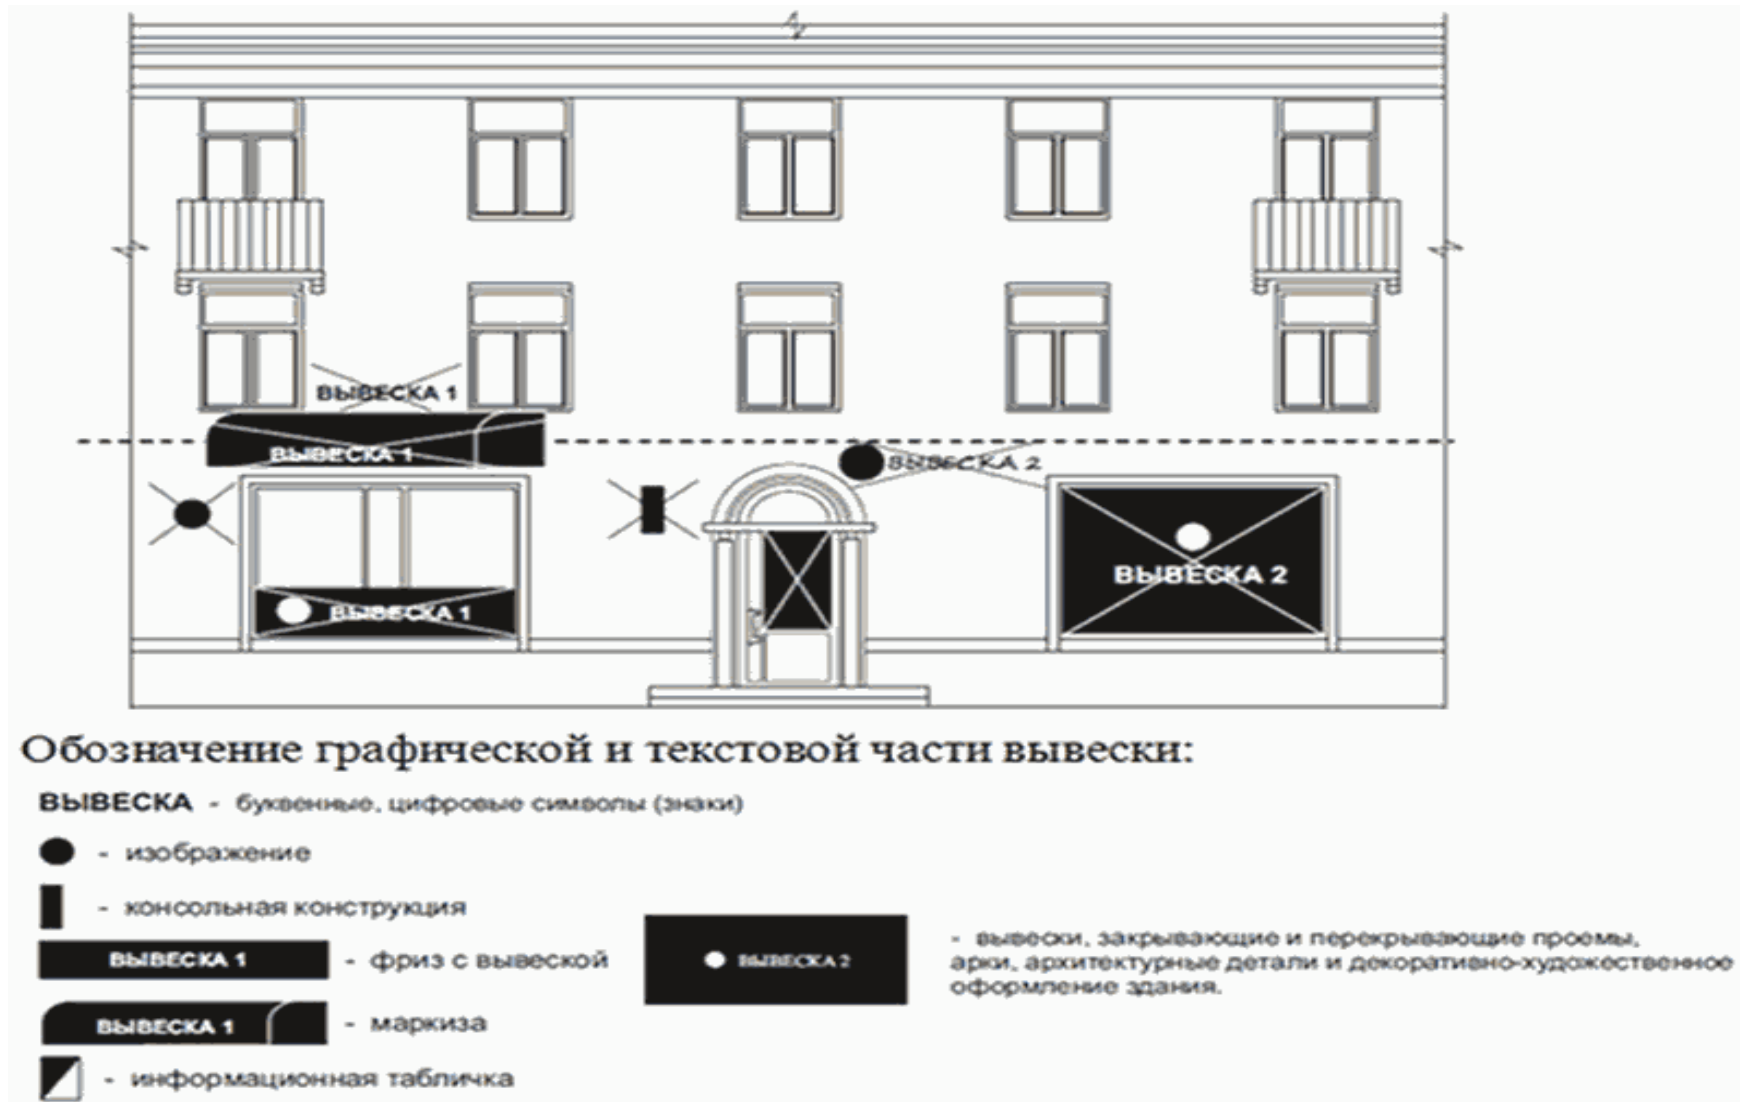 ВЫВЕСКА 1
ВЫВЕСКА 1
ВЫВЕСКА 2
ВЫВЕСКА 2
ВЫВЕСКА 1
Обозначение графической и текстовой части вывески:
ВЫВЕСКА - буквенные, цифровые символы (знаки)
- изображение
- консольная конструкция
ВЫВЕСКА 1 - фриз с вывеской
ВЫВЕСКА 2 - вывески, закрывающие и перекрывающие проемы,
арки, архитектурные детали и декоративно-художественное
оформление здания.
ВЫВЕСКА 1 - маркиза
- информационная табличка